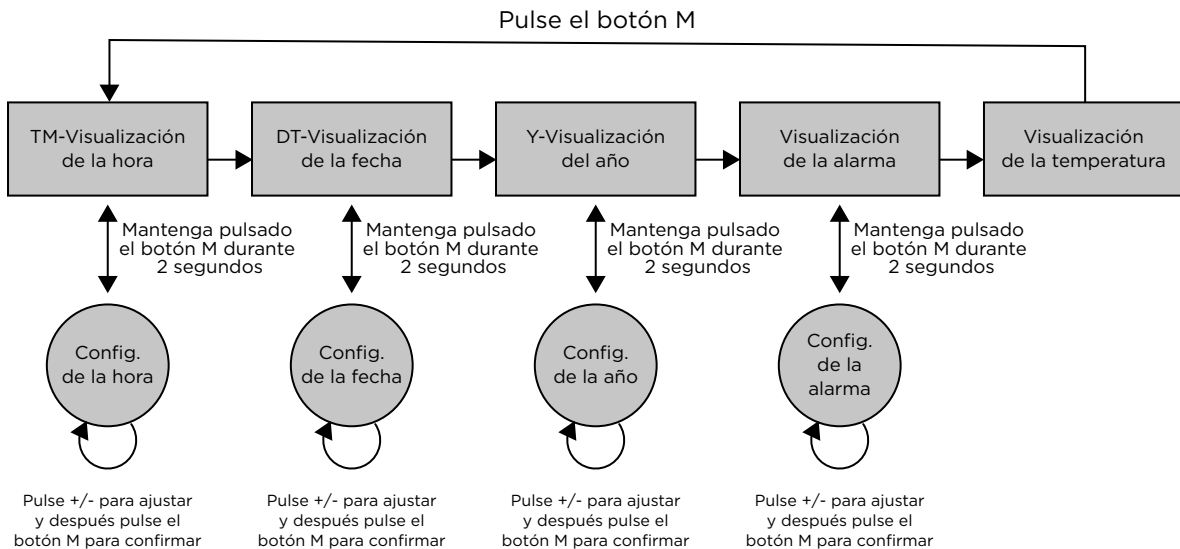 Pulse el botón M
TM-Visualización
de la hora
DT-Visualización
de la fecha
Y-Visualización
del año
Visualización
de la alarma
Visualización
de la temperatura
Mantenga pulsado
el botón M durante
2 segundos
Mantenga pulsado
el botón M durante
2 segundos
Mantenga pulsado
el botón M durante
2 segundos
Mantenga pulsado
el botón M durante
2 segundos
Config.
de la hora
Config.
de la fecha
Config.
de la año
Config.
de la
alarma
Pulse +/- para ajustar
y después pulse el
botón M para confirmar
Pulse +/- para ajustar
y después pulse el
botón M para confirmar
Pulse +/- para ajustar
y después pulse el
botón M para confirmar
Pulse +/- para ajustar
y después pulse el
botón M para confirmar